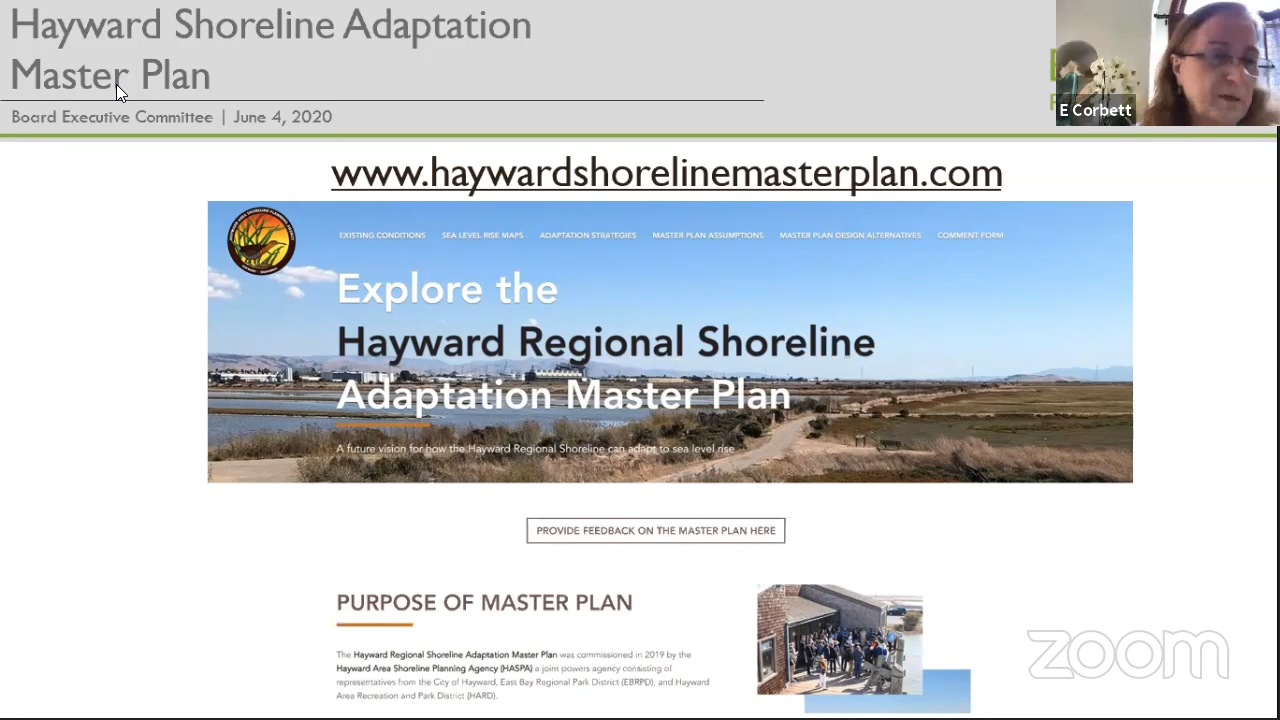 Hayward Shoreline Adaptation
Master Plan
Board Executive Committee | June 4, 2020
E Corbett
www.haywardshorelinemasterplan.com
EXISTING CONDITIONS SEA LEVEL RISE MAPS ADAPTATION STRATEGIES MASTER PLAN ASSUMPTIONS MASTER PLAN DESIGN ALTERNATIVES COMMENT FORM
Explore the
Hayward Regional Shoreline
Adaptation Master Plan
A future vision for how the Hayward Regional Shoreline can adapt to sea level rise
PROVIDE FEEDBACK ON THE MASTER PLAN HERE
PURPOSE OF MASTER PLAN
The Hayward Regional Shoreline Adaptation Master Plan was commissioned in 2019 by the
Hayward Area Shoreline Planning Agency (HASPA) a joint powers agency consisting of
representatives from the City of Hayward, East Bay Regional Park District (EBRPD), and Hayward
Area Recreation and Park District (HARD).
zoom